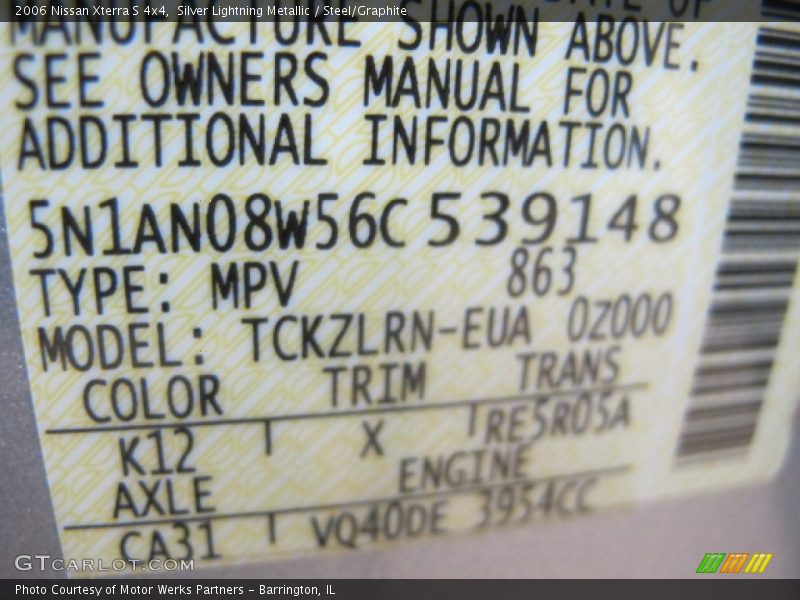 2006 Nissan Xterra S 4x4, Silver Lightning Metallic / Steel/Graphite
MANUFACTURE SHOWN ABOVE.
SEE OWNERS MANUAL FOR
ADDITIONAL INFORMATION.
5N1AN08W56C539148
TYPE: MPV 863
MODEL: TCKZLRN-EUA 0Z000
COLOR TRIM TRANS
K12 X RE5R05A
AXLE ENGINE
CA31 VQ40DE 3954CC
GTCARLOT.COM
Photo Courtesy of Motor Werks Partners - Barrington, IL